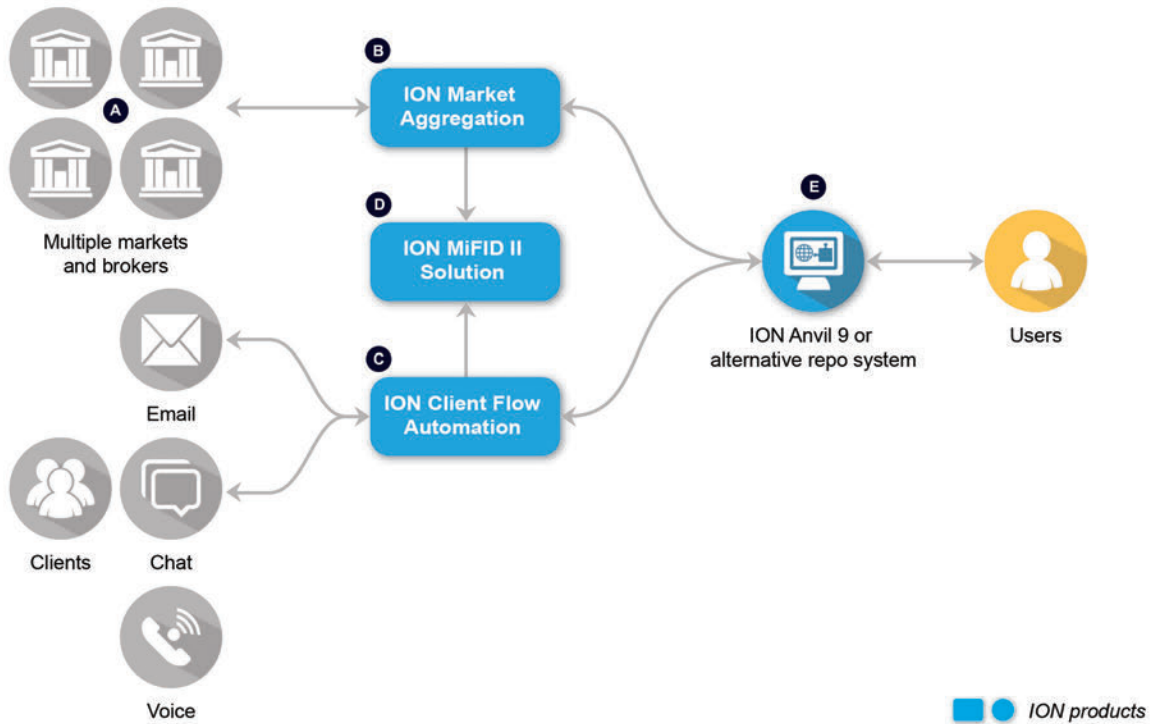 B
ION Market
Aggregation
A
Multiple markets
and brokers
D
ION MiFID II
Solution
E
ION Anvil 9 or
alternative repo system
Users
Email
C
ION Client Flow
Automation
Clients
Chat
Voice
ION products